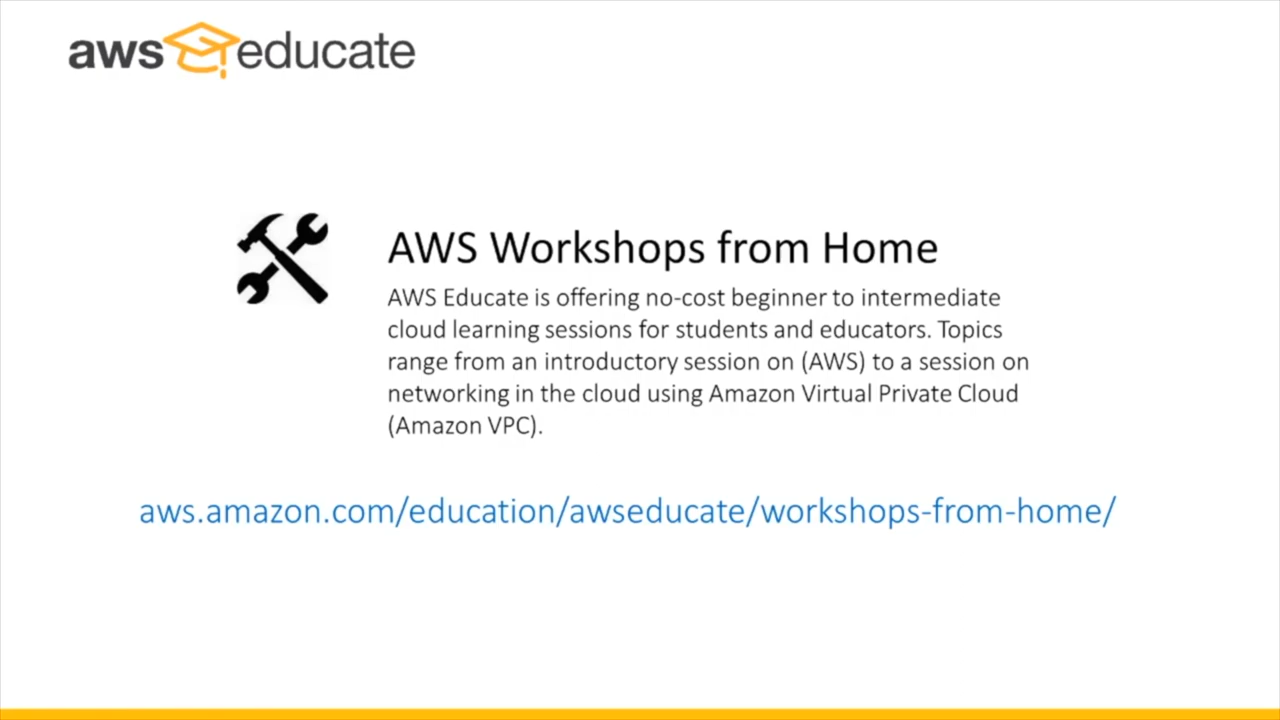 aws educate
AWS Workshops from Home
AWS Educate is offering no-cost beginner to intermediate
cloud learning sessions for students and educators. Topics
range from an introductory session on (AWS) to a session on
networking in the cloud using Amazon Virtual Private Cloud
(Amazon VPC).
aws.amazon.com/education/awseducate/workshops-from-home/